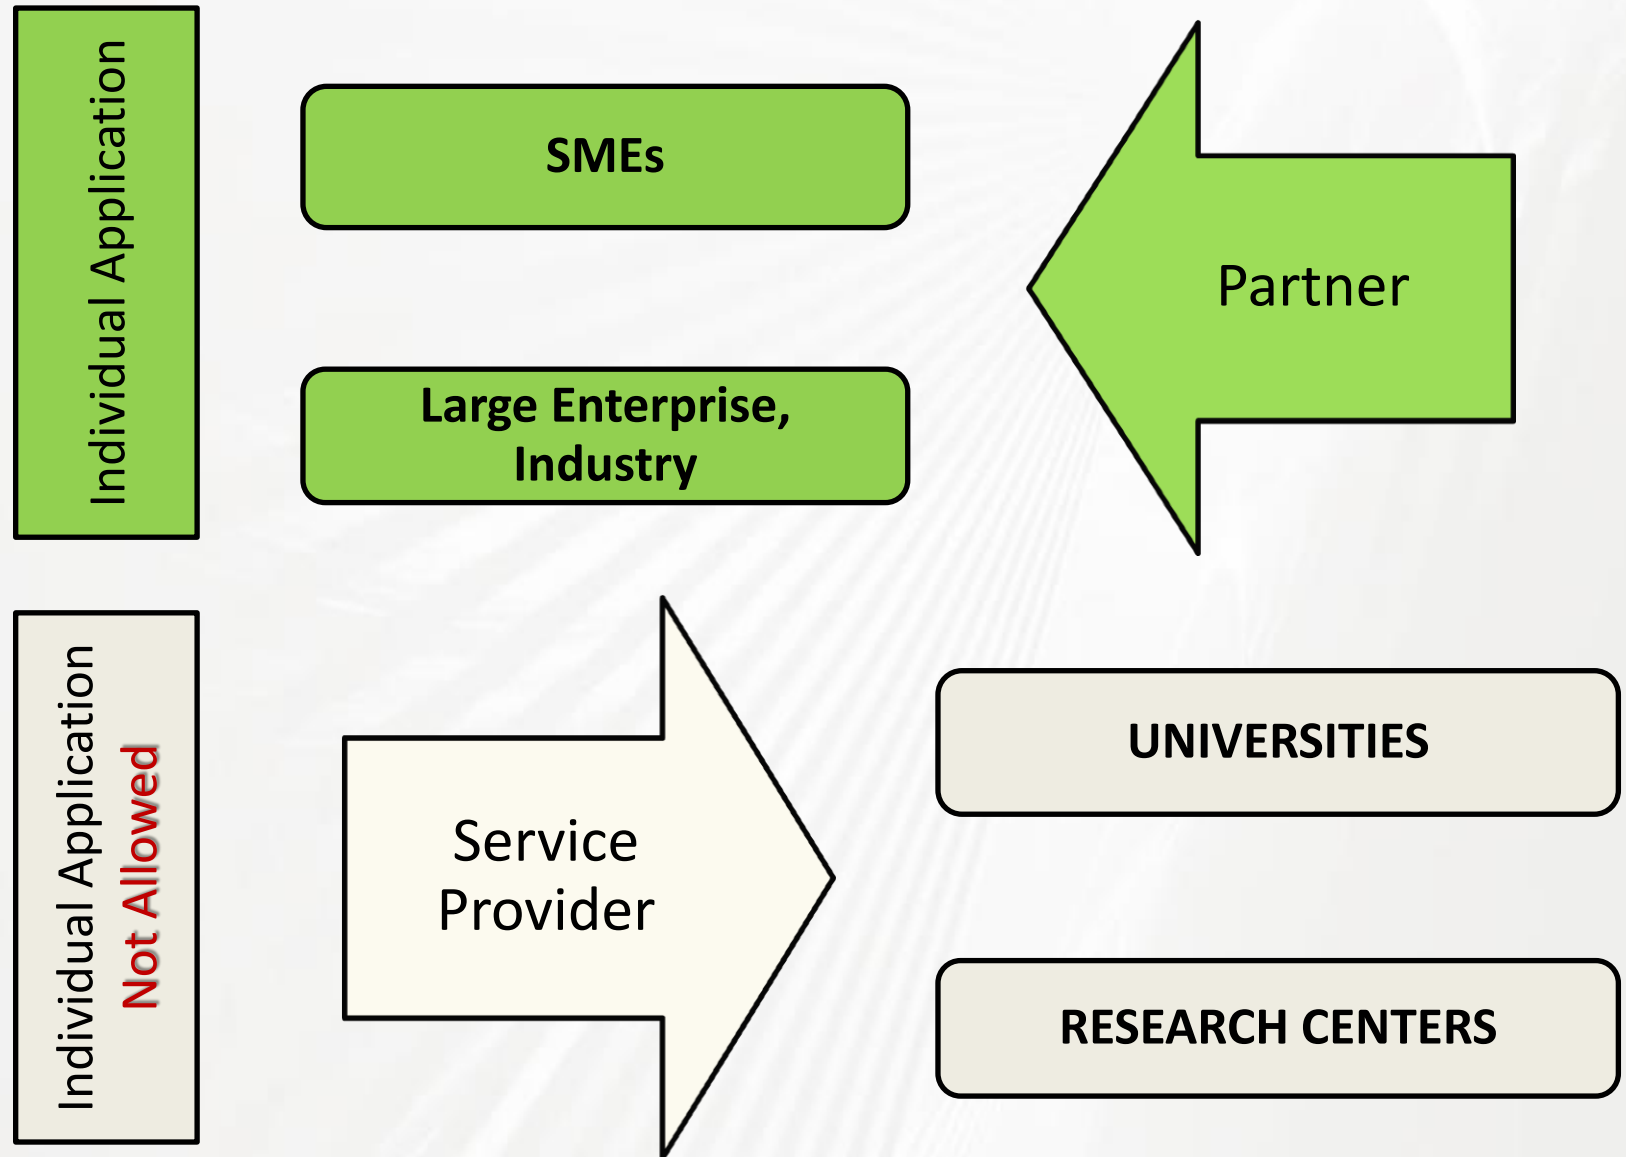 Individual Application
SMEs
Large Enterprise,
Industry
Partner
Individual Application
Not Allowed
Service
Provider
UNIVERSITIES
RESEARCH CENTERS